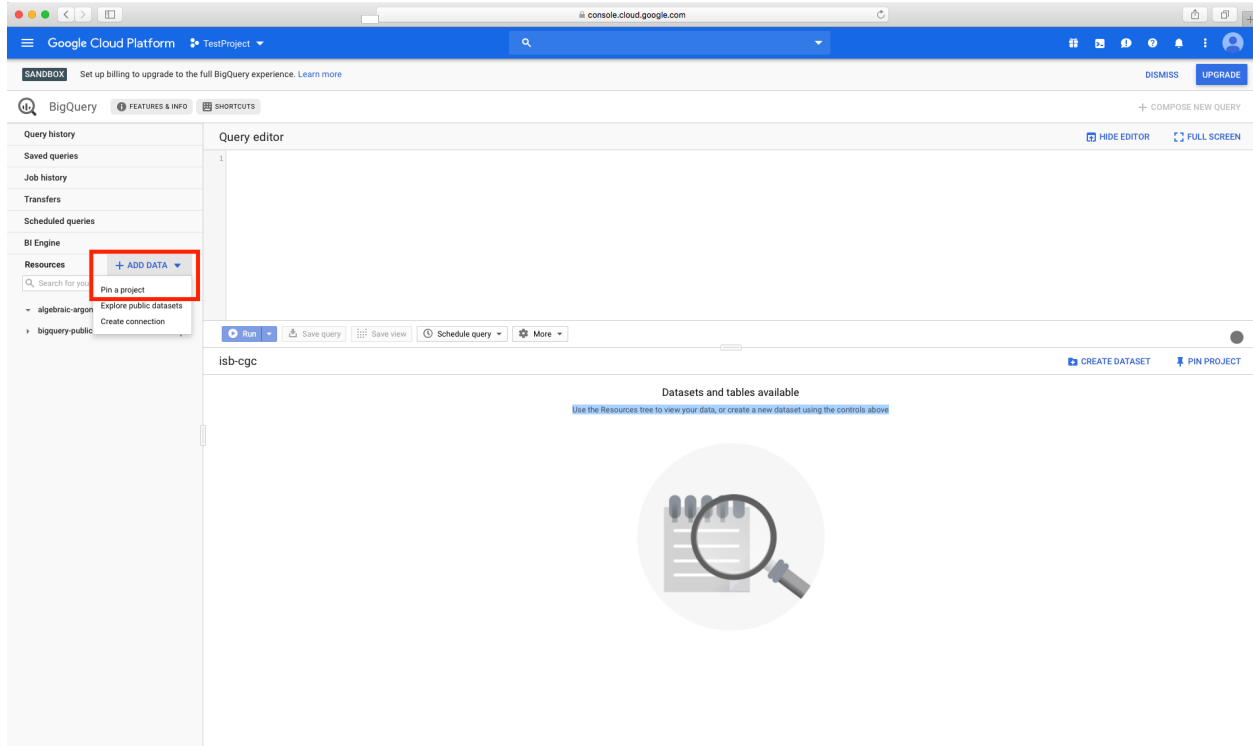 console.cloud.google.com
Google Cloud Platform TestProject
SANDBOX Set up billing to upgrade to the full BigQuery experience. Learn more DISMISS UPGRADE
BigQuery FEATURES & INFO SHORTCUTS + COMPOSE NEW QUERY
Query history
Saved queries
Job history
Transfers
Scheduled queries
BI Engine
Resources + ADD DATA
Search for you
Pin a project
Explore public datasets
Create connection
algebraic-argon
bigquery-public
Query editor HIDE EDITOR FULL SCREEN
1
Run Save query Save view Schedule query More
isb-cgc CREATE DATASET PIN PROJECT
Datasets and tables available
Use the Resources tree to view your data, or create a new dataset using the controls above